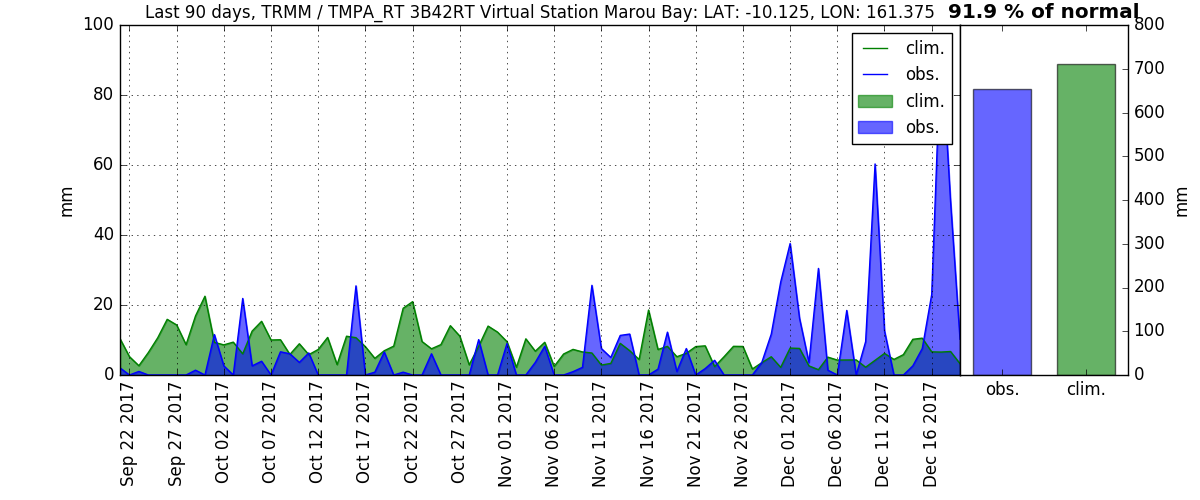 Last 90 days, TRMM / TMPA_RT 3B42RT Virtual Station Marou Bay: LAT: -10.125, LON: 161.375 91.9 % of normal
100
80
60
40
20
0
mm
clim.
obs.
clim.
obs.
800
700
600
500
400
300
200
100
0
mm
Sep 22 2017
Sep 27 2017
Oct 02 2017
Oct 07 2017
Oct 12 2017
Oct 17 2017
Oct 22 2017
Oct 27 2017
Nov 01 2017
Nov 06 2017
Nov 11 2017
Nov 16 2017
Nov 21 2017
Nov 26 2017
Dec 01 2017
Dec 06 2017
Dec 11 2017
Dec 16 2017
obs.
clim.